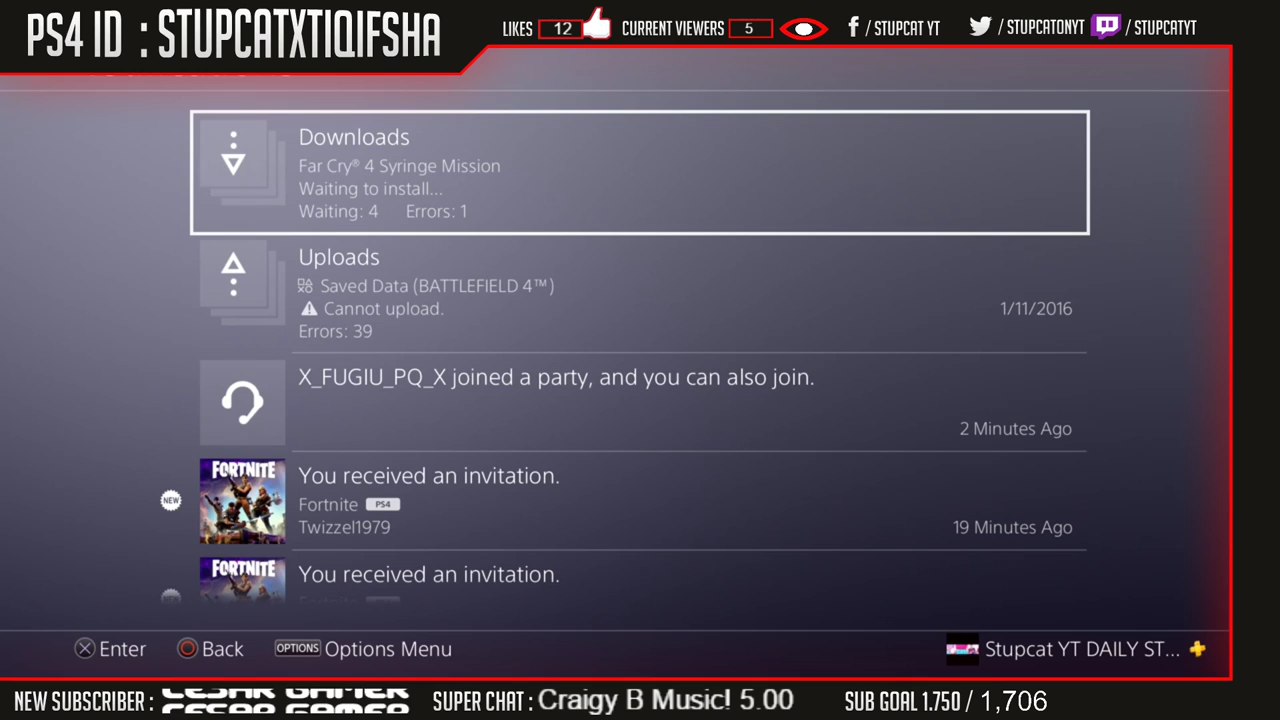 PS4 ID : STUPCATXTIQIFSHA
LIKES 12 CURRENT VIEWERS 5 f / STUPCAT YT / STUPCATONYT / STUPCATYT
Downloads
Far Cry® 4 Syringe Mission
Waiting to install...
Waiting: 4 Errors: 1
Uploads
Saved Data (BATTLEFIELD 4™)
Cannot upload.
1/11/2016
Errors: 39
X_FUGIU_PQ_X joined a party, and you can also join.
2 Minutes Ago
FORTNITE
You received an invitation.
NEW
Fortnite PS4
Twizzel1979
19 Minutes Ago
FORTNITE
You received an invitation.
Enter Back OPTIONS Options Menu Stupcat YT DAILY ST...
NEW SUBSCRIBER : CESAR GAMER SUPER CHAT : Craigy B Music! 5.00 SUB GOAL 1.750 / 1,706